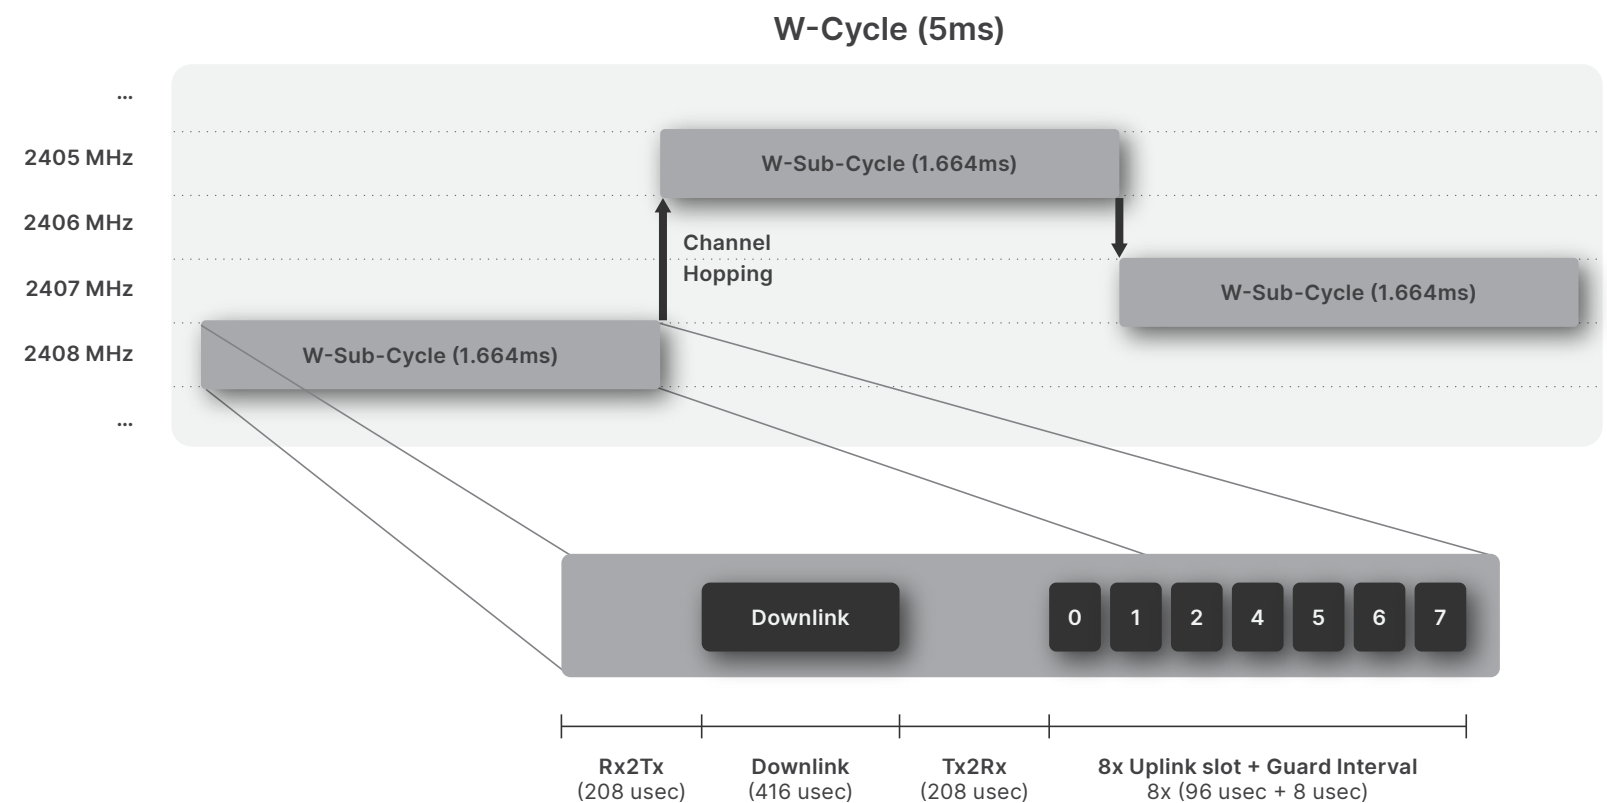 W-Cycle (5ms)
...
2405 MHz
W-Sub-Cycle (1.664ms)
2406 MHz
Channel
Hopping
2407 MHz
W-Sub-Cycle (1.664ms)
2408 MHz
W-Sub-Cycle (1.664ms)
...
Downlink
0 1 2 4 5 6 7
Rx2Tx
(208 usec)
Downlink
(416 usec)
Tx2Rx
(208 usec)
8x Uplink slot + Guard Interval
8x (96 usec + 8 usec)